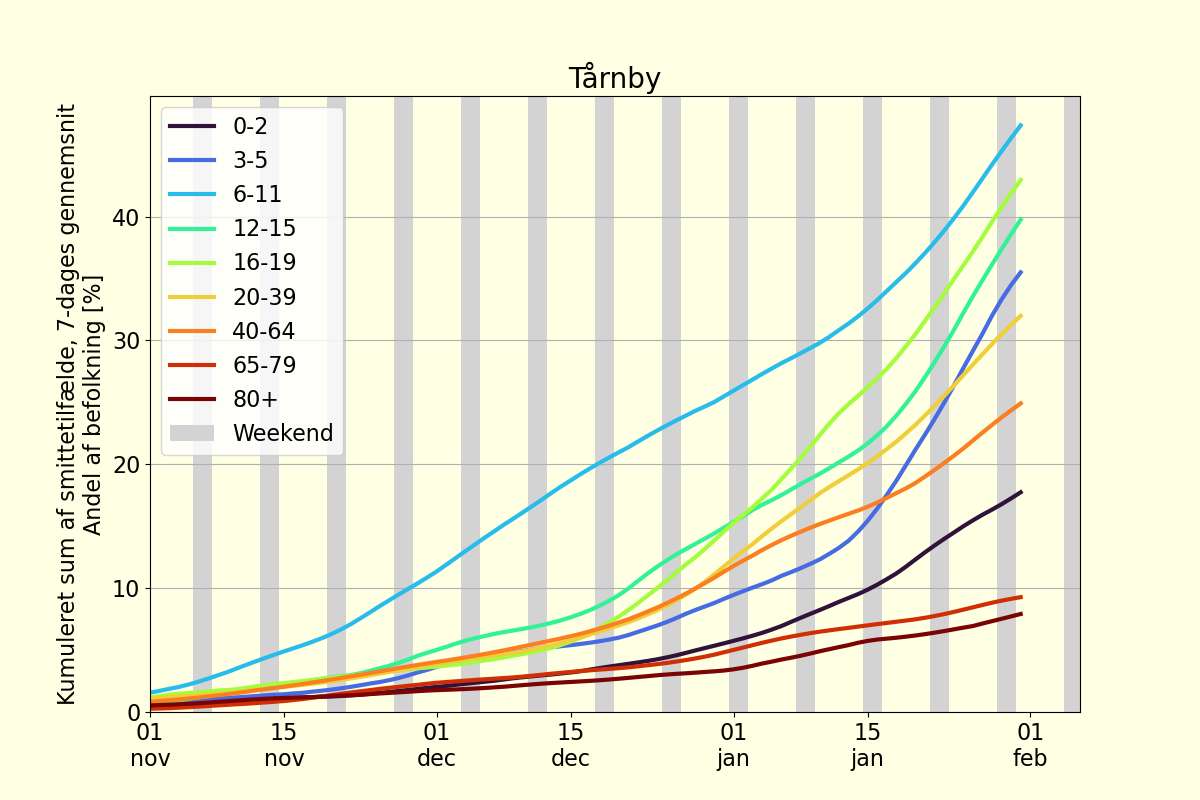 Tårnby
Kumuleret sum af smittetilfælde, 7-dages gennemsnit
Andel af befolkning [%]
0-2
3-5
6-11
12-15
16-19
20-39
40-64
65-79
80+
Weekend
40
30
20
10
0
01
nov
15
nov
01
dec
15
dec
01
jan
15
jan
01
feb